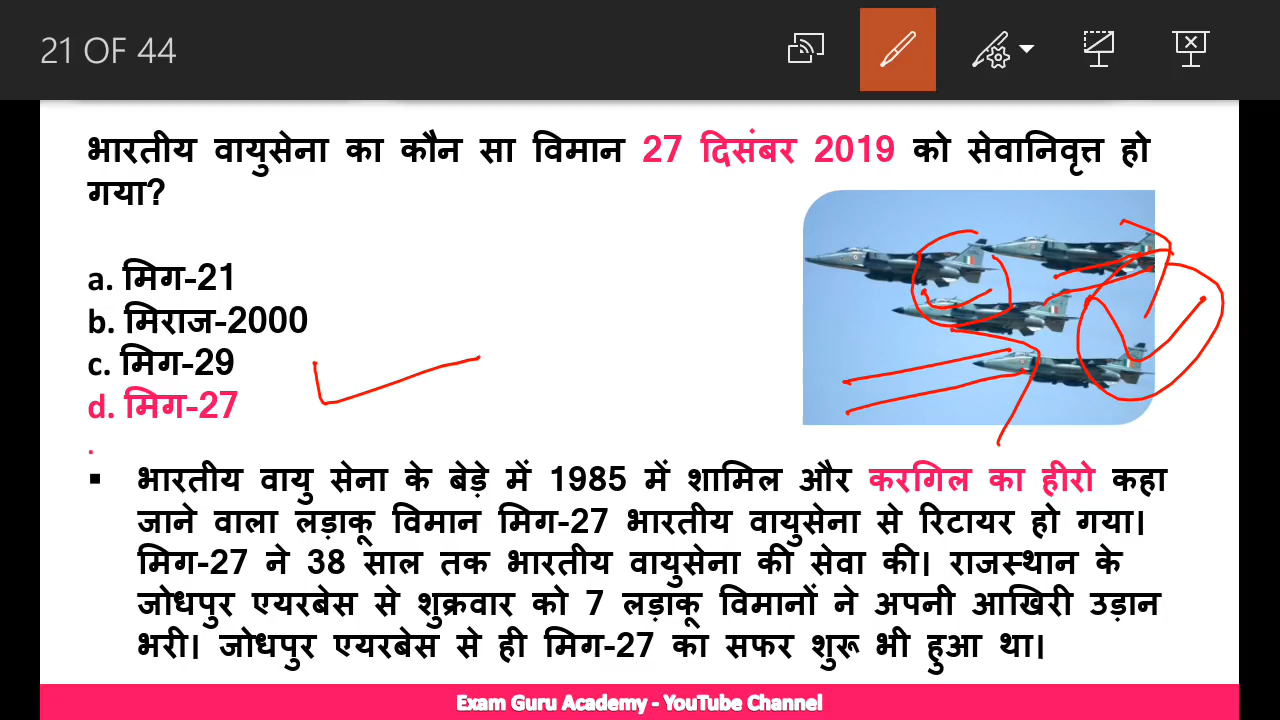 21 OF 44
भारतीय वायुसेना का कौन सा विमान 27 दिसंबर 2019 को सेवानिवृत्त हो
गया?
a. मिग-21
b. मिराज-2000
c. मिग-29
d. मिग-27
.
▪ भारतीय वायु सेना के बेड़े में 1985 में शामिल और करगिल का हीरो कहा
जाने वाला लड़ाकू विमान मिग-27 भारतीय वायुसेना से रिटायर हो गया।
मिग-27 ने 38 साल तक भारतीय वायुसेना की सेवा की। राजस्थान के
जोधपुर एयरबेस से शुक्रवार को 7 लड़ाकू विमानों ने अपनी आखिरी उड़ान
भरी। जोधपुर एयरबेस से ही मिग-27 का सफर शुरू भी हुआ था।
Exam Guru Academy - YouTube Channel